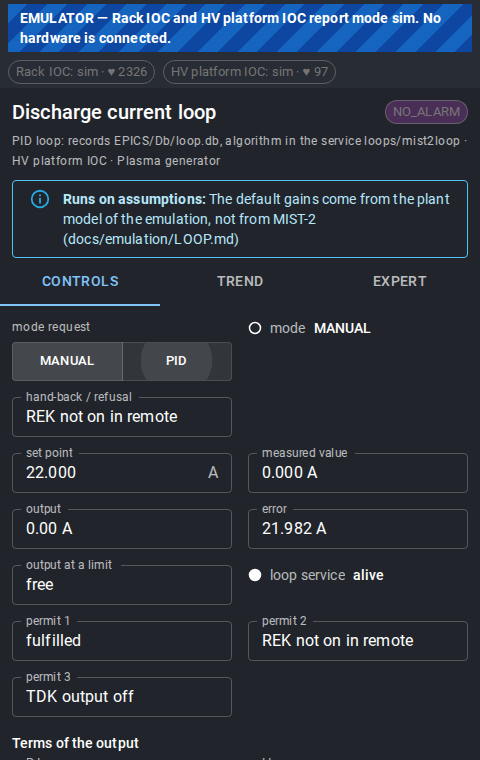 EMULATOR — Rack IOC and HV platform IOC report mode sim. No
hardware is connected.
Rack IOC: sim · ♥ 2326
HV platform IOC: sim · ♥ 97
Discharge current loop
NO_ALARM
PID loop: records EPICS/Db/loop.db, algorithm in the service loops/mist2loop ·
HV platform IOC · Plasma generator
Runs on assumptions: The default gains come from the plant
model of the emulation, not from MIST-2
(docs/emulation/LOOP.md)
CONTROLS
TREND
EXPERT
mode request
mode MANUAL
MANUAL
PID
hand-back / refusal
REK not on in remote
set point
22.000 A
measured value
0.000 A
output
0.00 A
error
21.982 A
output at a limit
free
loop service alive
permit 1
fulfilled
permit 2
REK not on in remote
permit 3
TDK output off
Terms of the output